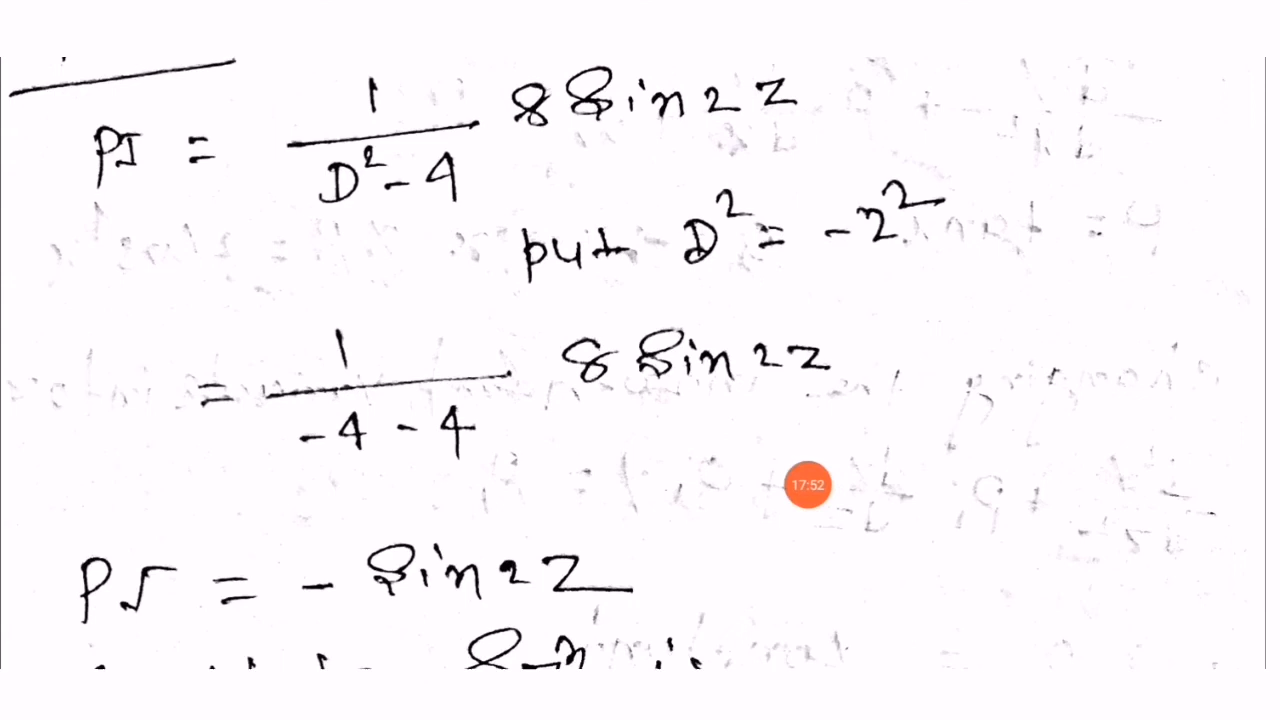 PI = 1/(D² - 4) 8 Sin 2z
put D² = -2²
= 1/(-4 - 4) 8 Sin 2z
17:52
PI = - Sin 2z